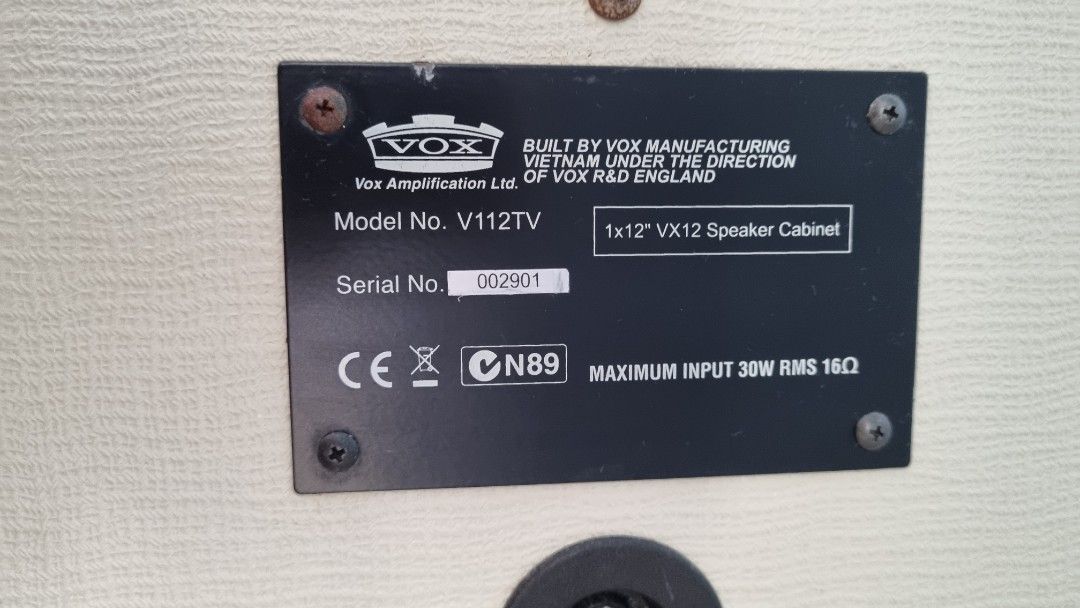 VOX
Vox Amplification Ltd.
BUILT BY VOX MANUFACTURING
VIETNAM UNDER THE DIRECTION
OF VOX R&D ENGLAND
Model No. V112TV
1x12" VX12 Speaker Cabinet
Serial No. 002901
CE
N89
MAXIMUM INPUT 30W RMS 16Ω